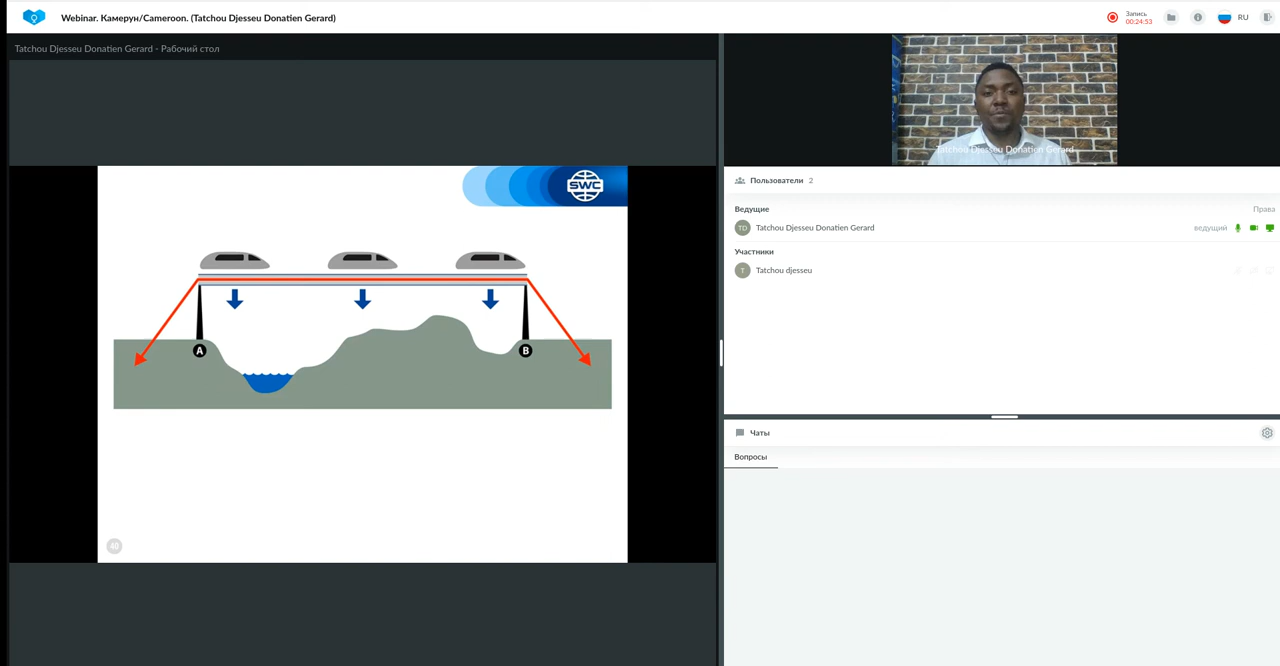 Webinar. Камерун/Cameroon. (Tatchou Djesseu Donatien Gerard)
Запись
00:24:53
RU
Tatchou Djesseu Donatien Gerard - Рабочий стол
SWC
A
B
40
Tatchou Djesseu Donatien Gerard
Пользователи 2
Ведущие
Права
TD Tatchou Djesseu Donatien Gerard ведущий
Участники
T Tatchou djesseu
Чаты
Вопросы